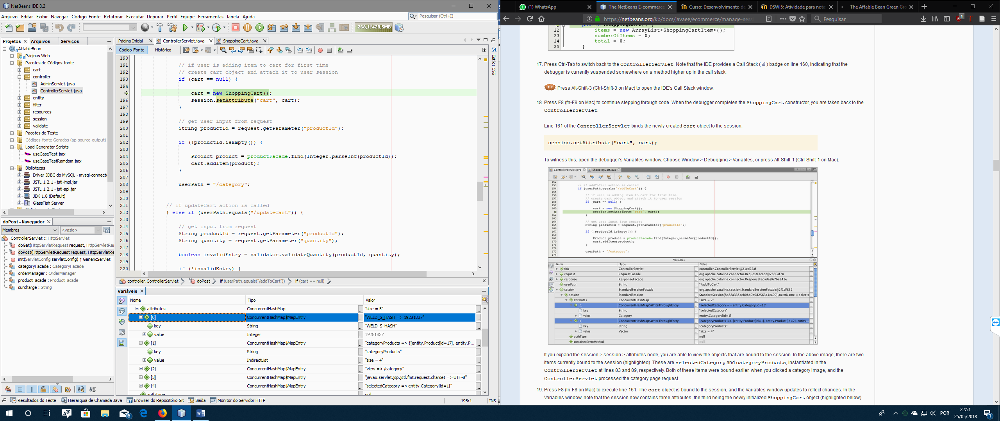 NetBeans IDE 8.2
Arquivo Editar Exibir Navegar Código-Fonte Refatorar Executar Depurar Perfil Equipe Ferramentas Janela Ajuda
Pesquisar (Ctrl+I)
268,1/428,5MB
Projetos Arquivos Serviços
AffableBean
Páginas Web
Pacotes de Códigos-fonte
cart
controller
AdminServlet.java
ControllerServlet.java
entity
filter
resources
session
validate
Pacotes de Teste
Códigos-fonte Gerados (ap-source-output)
Load Generator Scripts
useCaseTest.jmx
useCaseTestRamdom.jmx
Bibliotecas
Driver JDBC do MySQL - mysql-connecto
JSTL 1.2.1 - jstl-impl.jar
JSTL 1.2.1 - jstl-api.jar
JDK 1.8 (Default)
GlassFish Server
doPost - Navegador
Membros <vazio>
ControllerServlet :: HttpServlet
doGet(HttpServletRequest request, HttpServletRes
doPost(HttpServletRequest request, HttpServletRe
init(ServletConfig servletConfig) ↑ GenericServlet
categoryFacade : CategoryFacade
orderManager : OrderManager
productFacade : ProductFacade
surcharge : String
Página Inicial ControllerServlet.java ShoppingCart.java
Código-Fonte Histórico
190
191 // if user is adding item to cart for first time
192 // create cart object and attach it to user session
193 if (cart == null) {
194
cart = new ShoppingCart();
196 session.setAttribute("cart", cart);
197 }
198
199 // get user input from request
200 String productId = request.getParameter("productId");
201
202 if (!productId.isEmpty()) {
203
204 Product product = productFacade.find(Integer.parseInt(productId));
205 cart.addItem(product);
206 }
207
208 userPath = "/category";
209
210
211 // if updateCart action is called
212 } else if (userPath.equals("/updateCart")) {
213
214 // get input from request
215 String productId = request.getParameter("productId");
216 String quantity = request.getParameter("quantity");
217
218 boolean invalidEntry = validator.validateQuantity(productId, quantity);
219
220 if (!invalidEntry) {
controller.ControllerServlet doPost if (userPath.equals("/addToCart")) if (cart == null)
Estilos CSS
Variáveis
Nome Tipo Valor
attributes ConcurrentHashMap "size = 5"
[0] ConcurrentHashMap$MapEntry "WELD_S_HASH => 19281837"
key String "WELD_S_HASH"
value Integer 19281837
[1] ConcurrentHashMap$MapEntry "categoryProducts => {[entity.Product[id=17], entity.P...
key String "categoryProducts"
value IndirectList "size = 4"
[2] ConcurrentHashMap$MapEntry "view => /category"
[3] ConcurrentHashMap$MapEntry "javax.servlet.jsp.jstl.fmt.request.charset => UTF-8"
[4] ConcurrentHashMap$MapEntry "selectedCategory => entity.Category[id=1]"
authType null
Resultados do Teste Hierarquia de Chamada Java Browser do Repositório Git Saída Monitor do Servidor HTTP
195:1 INS
(1) WhatsApp The NetBeans E-commerce Curso: Desenvolvimento de DSWI5: Atividade para nota The Affable Bean Green Gro
https://netbeans.org/kb/docs/javaee/ecommerce/manage-sess
Pesquisar
public ShoppingCart() {
22 items = new ArrayList<ShoppingCartItem>();
23 numberOfItems = 0;
24 total = 0;
25 }
17. Press Ctrl-Tab to switch back to the ControllerServlet. Note that the IDE provides a Call Stack ( ) badge on line 160, indicating that the
debugger is currently suspended somewhere on a method higher up in the call stack.
TIP Press Alt-Shift-3 (Ctrl-Shift-3 on Mac) to open the IDE's Call Stack window.
18. Press F8 (fn-F8 on Mac) to continue stepping through code. When the debugger completes the ShoppingCart constructor, you are taken back to the
ControllerServlet.
Line 161 of the ControllerServlet binds the newly-created cart object to the session.
session.setAttribute("cart", cart);
To witness this, open the debugger's Variables window. Choose Window > Debugging > Variables, or press Alt-Shift-1 (Ctrl-Shift-1 on Mac).
ControllerServlet.java ShoppingCart.java
152
153 // if addToCart action is called
154 if (userPath.equals("/addToCart")) {
155
156 // if user is adding item to cart for first time
157 // create cart object and attach it to user session
158 if (cart == null) {
159
160 cart = new ShoppingCart();
session.setAttribute("cart", cart);
162 }
163
164 // get user input from request
165 String productId = request.getParameter("productId");
166
167 if (!productId.isEmpty()) {
168
169 Product product = productFacade.find(Integer.parseInt(productId));
170 cart.addItem(product);
171 }
172
173 userPath = "/category";
174
Variables
Name Type Value
this ControllerServlet controller.ControllerServlet@21ed22af
request RequestFacade org.apache.catalina.connector.RequestFacade@7880af78
response ResponseFacade org.apache.catalina.connector.ResponseFacade@67be341e
userPath String "/addToCart"
session StandardSessionFacade org.apache.catalina.session.StandardSessionFacade@2f1df832
session StandardSession StandardSession[8b88a335ecb08b9b0d2563e4ca99]\nattrName = selecte
attributes ConcurrentHashMap "size = 2"
[0] ConcurrentHashMap$WriteThroughEntry "selectedCategory => entity.Category[id=1]"
key String "selectedCategory"
value Category entity.Category[id=1]
[1] ConcurrentHashMap$WriteThroughEntry "categoryProducts => [entity.Product[id=1], entity.Product[id=2], entity...
key String "categoryProducts"
value Vector "size = 4"
authType null
containerEventMethod null
If you expand the session > session > attributes node, you are able to view the objects that are bound to the session. In the above image, there are two
items currently bound to the session (highlighted). These are selectedCategory and categoryProducts, instantiated in the
ControllerServlet at lines 83 and 89, respectively. Both of these items were bound earlier, when you clicked a category image, and the
ControllerServlet processed the category page request.
19. Press F8 (fn-F8 on Mac) to execute line 161. The cart object is bound to the session, and the Variables window updates to reflect changes. In the
Variables window, note that the session now contains three attributes, the third being the newly initialized ShoppingCart object (highlighted below).
POR 22:51
25/05/2018